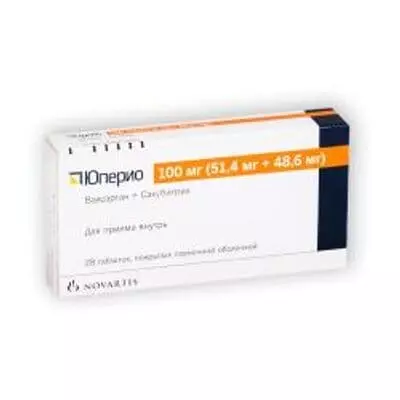 Юперио
100 мг (51,4 мг + 48,6 мг)
Валсартан + Сакубитрил
Для приема внутрь
28 таблеток, покрытых пленочной оболочкой
NOVARTIS